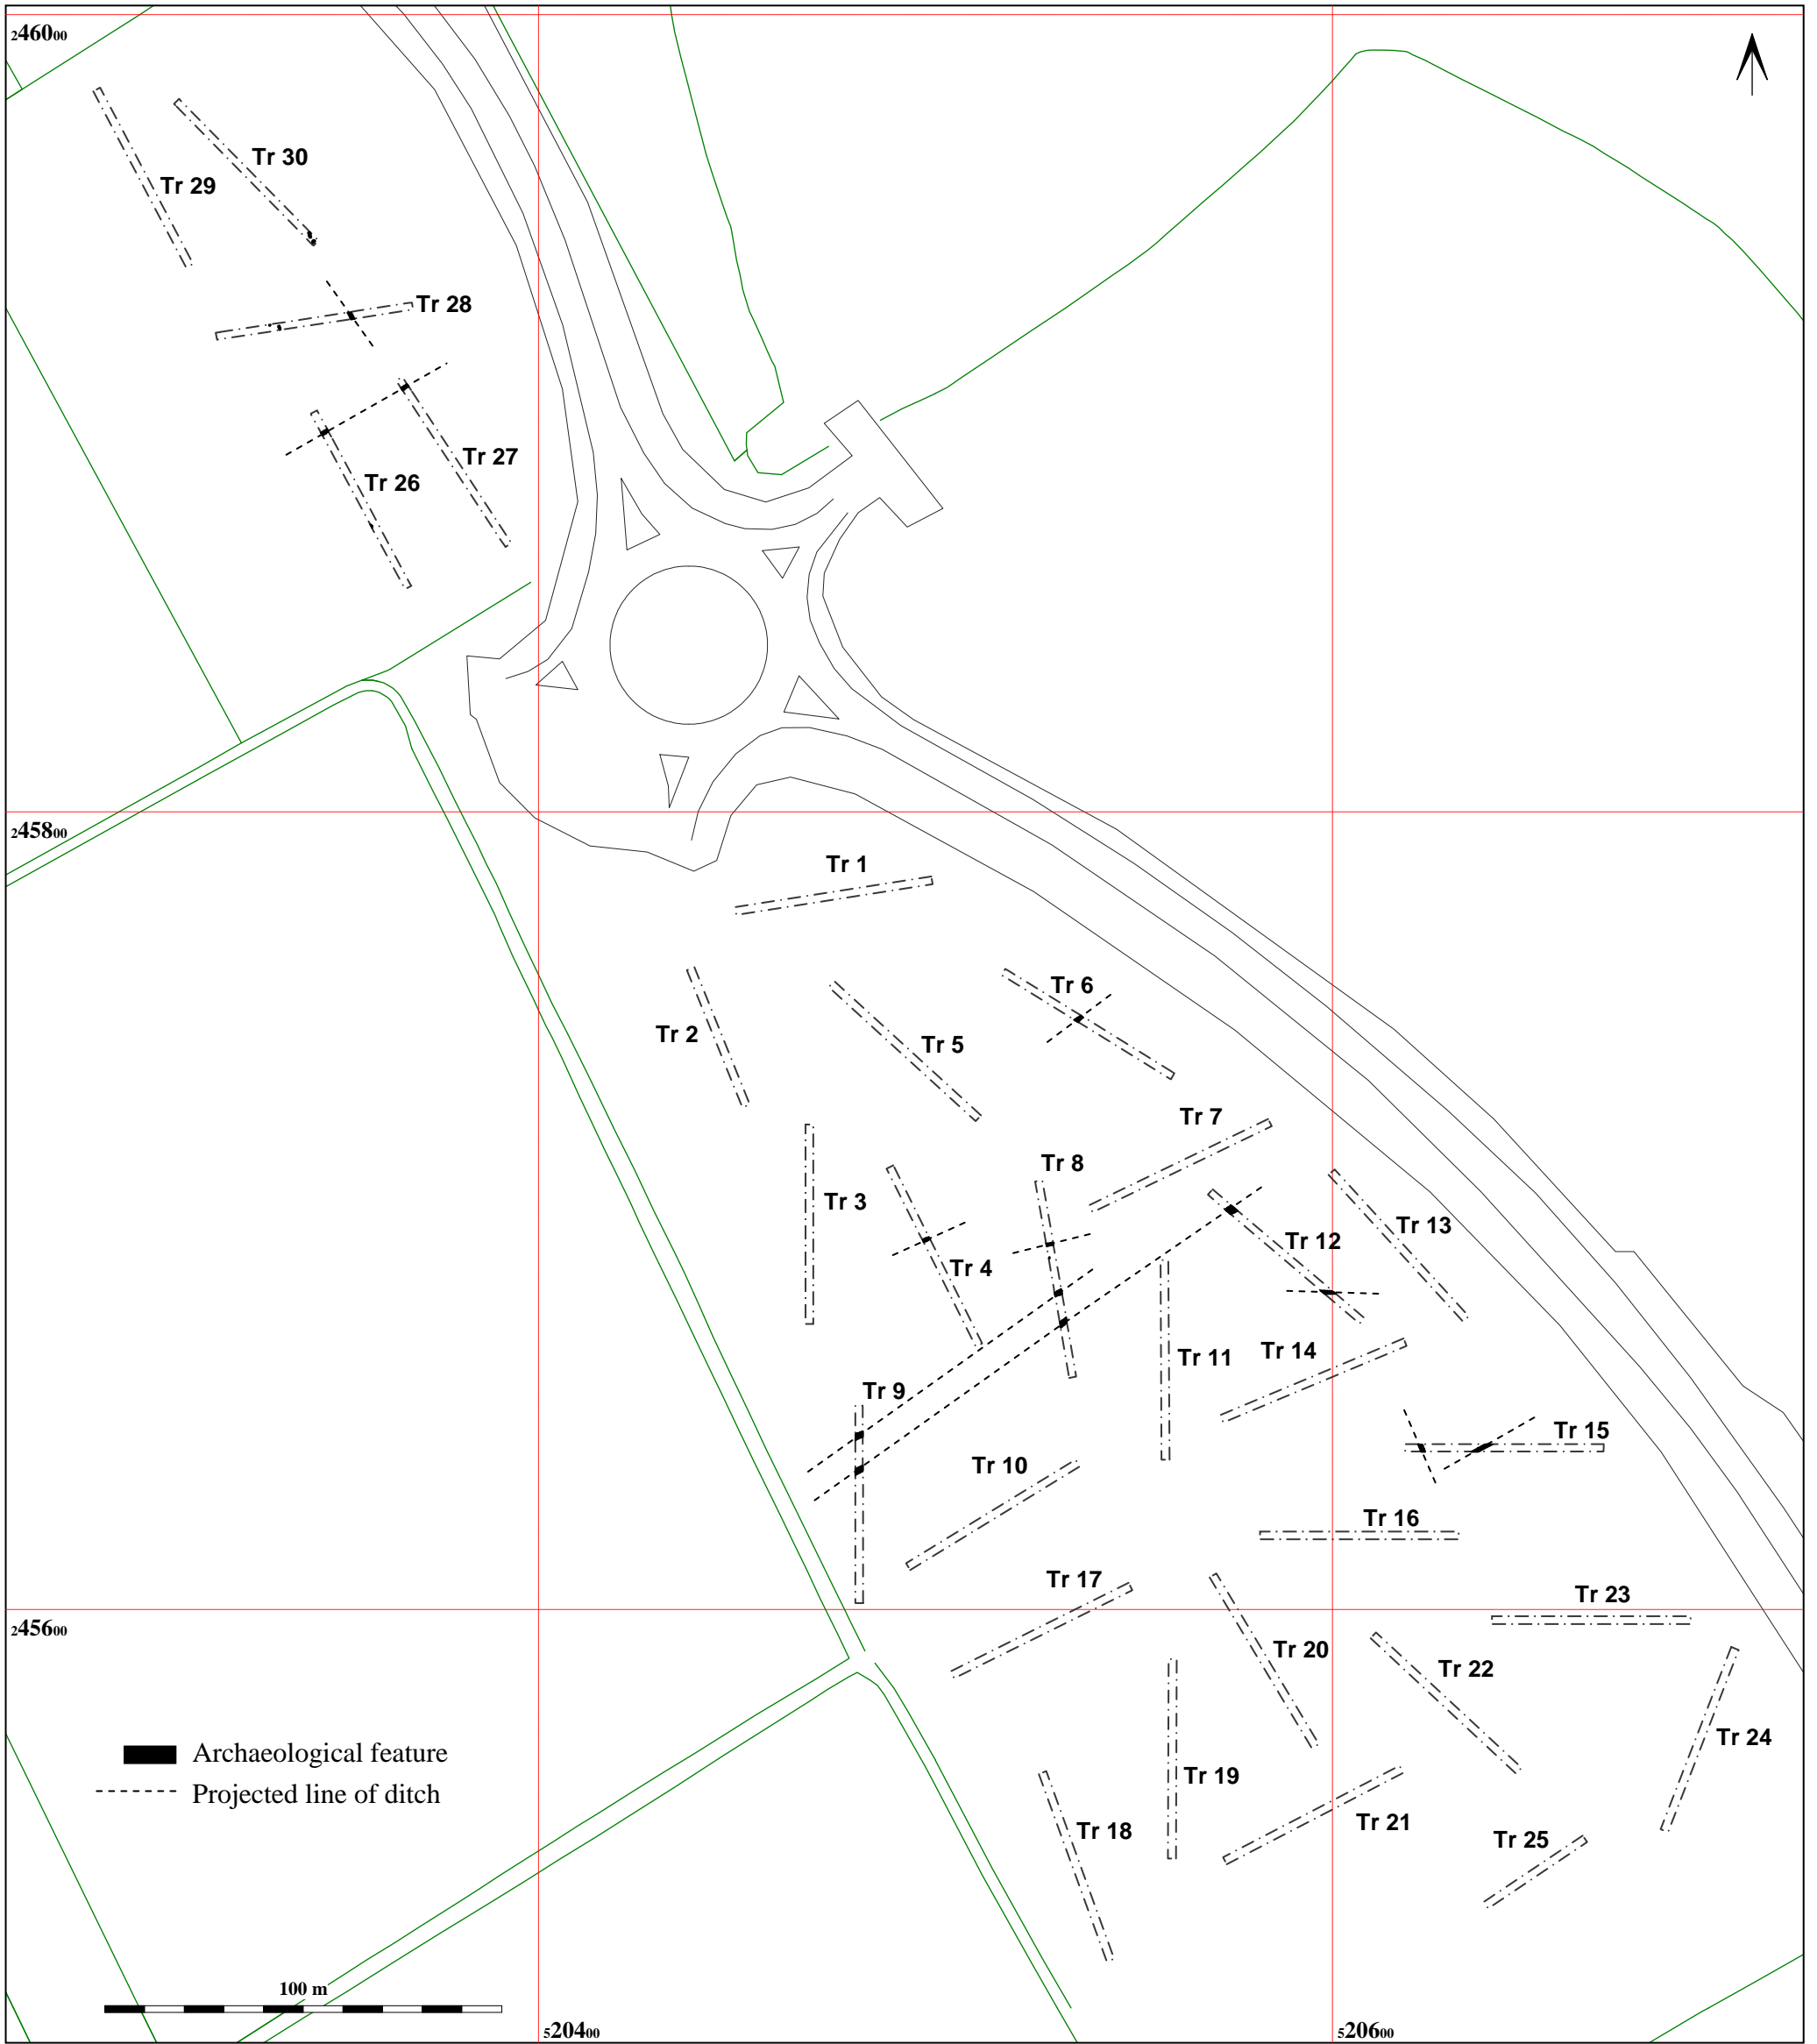 246000
Tr 30
Tr 29
Tr 28
Tr 27
Tr 26
245800
Tr 1
Tr 6
Tr 2
Tr 5
Tr 7
Tr 8
Tr 3
Tr 13
Tr 12
Tr 4
Tr 14
Tr 11
Tr 9
Tr 15
Tr 10
Tr 16
Tr 17
Tr 23
245600
Tr 20
Tr 22
Tr 24
Archaeological feature
Tr 19
Projected line of ditch
Tr 21
Tr 18
Tr 25
100 m
520400
520600